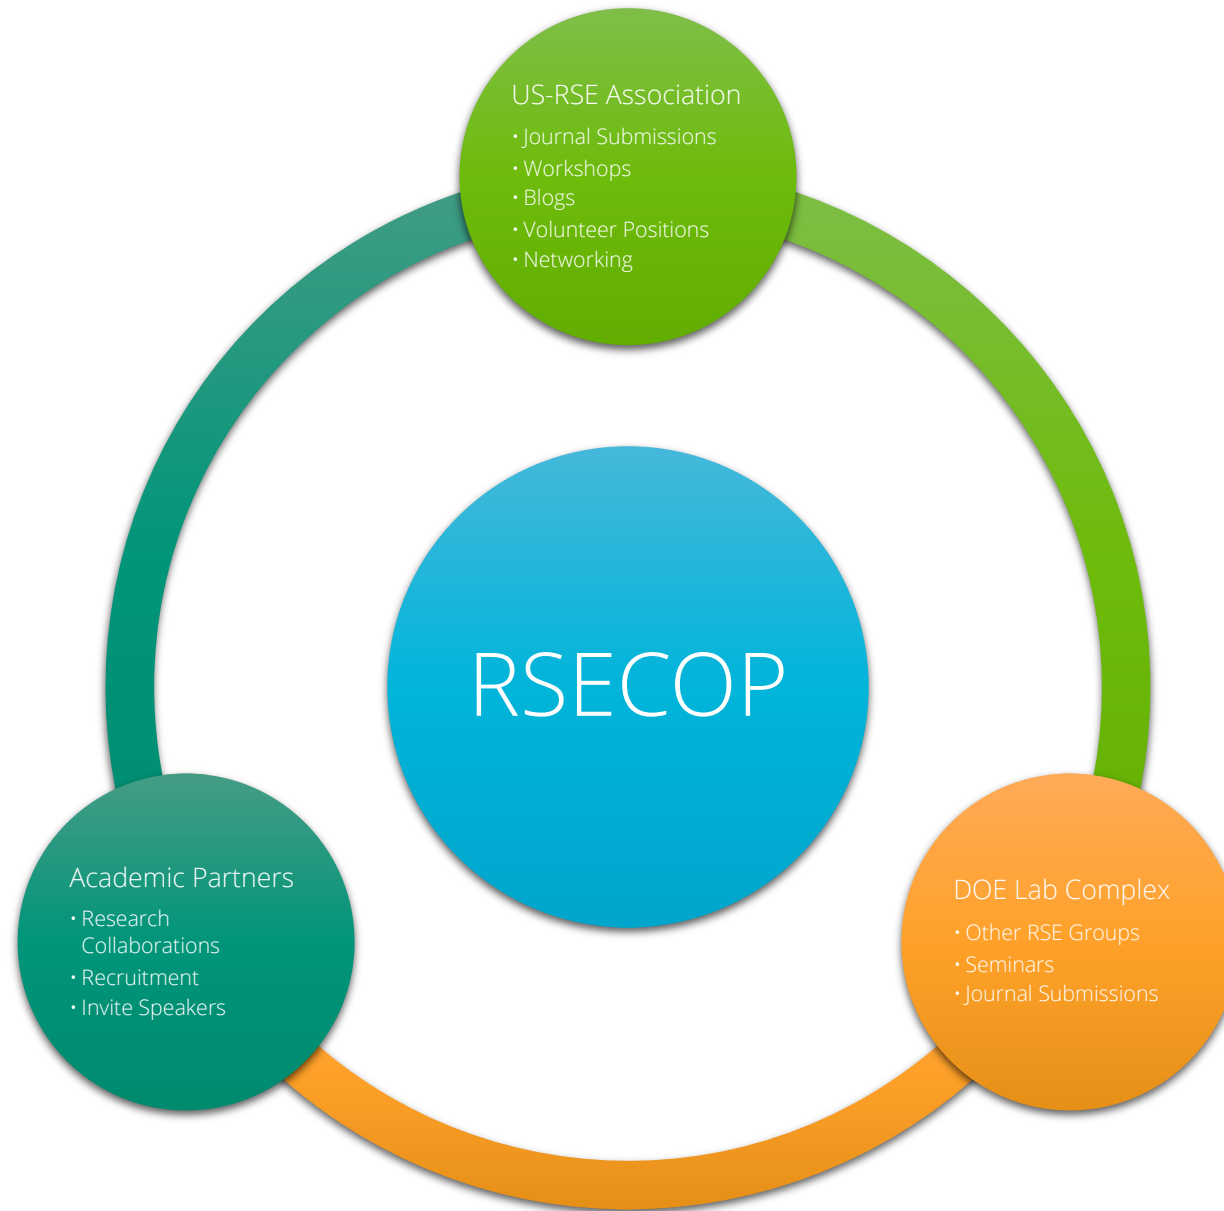 US-RSE Association
• Journal Submissions
• Workshops
• Blogs
• Volunteer Positions
• Networking
RSECOP
Academic Partners
• Research
Collaborations
• Recruitment
• Invite Speakers
DOE Lab Complex
• Other RSE Groups
• Seminars
• Journal Submissions